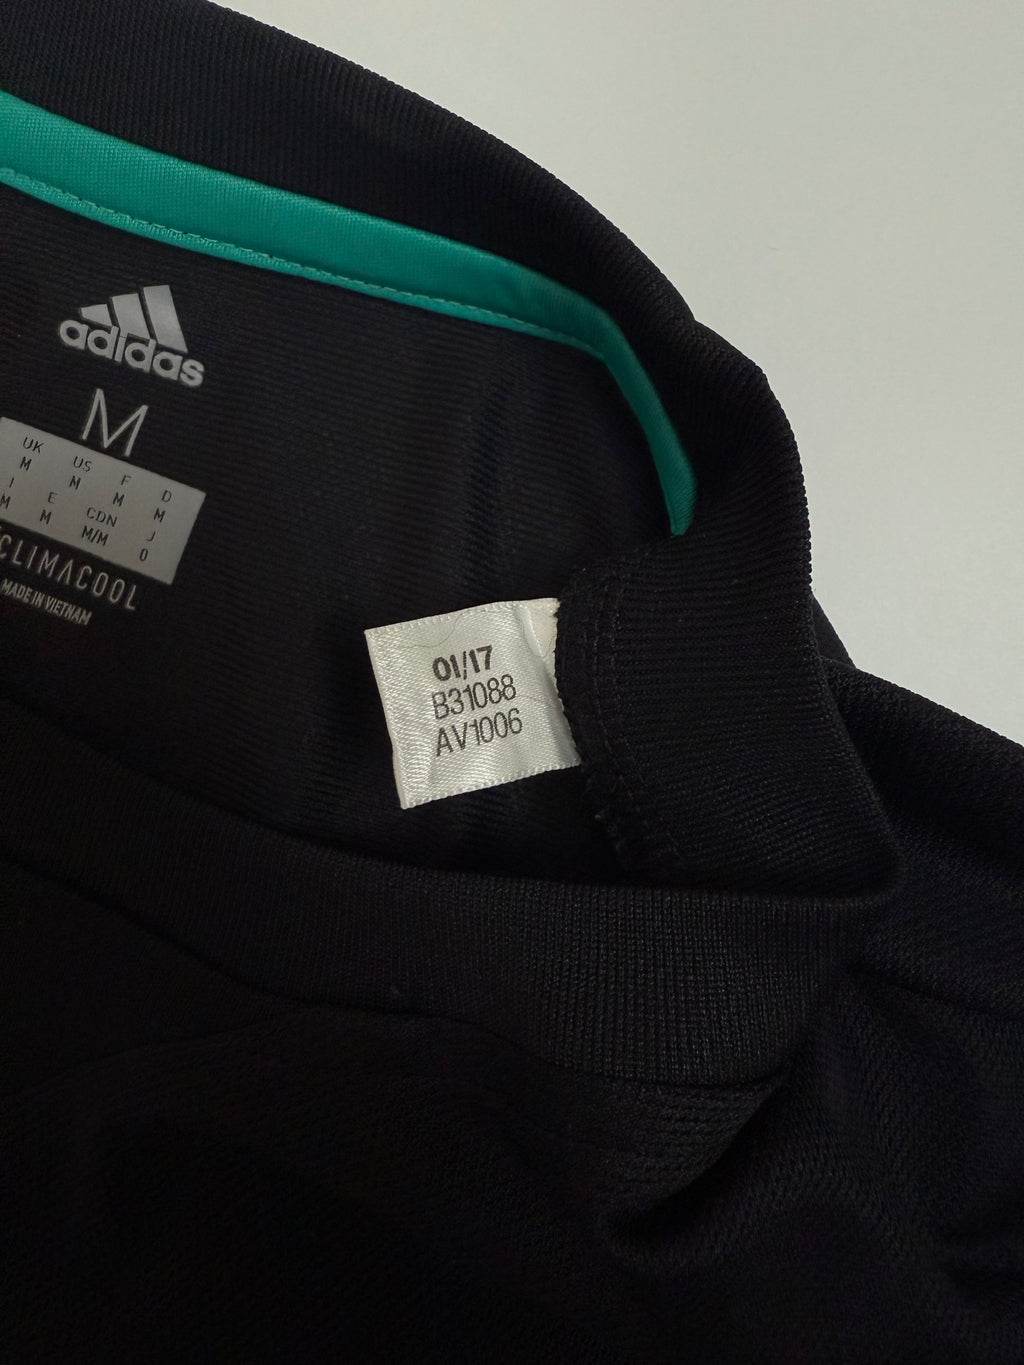 adidas
M
UK US F D
M M M M
I E CDN J
M M M/M O
CLIMACOOL
MADE IN VIETNAM
01/17
B31088
AV1006